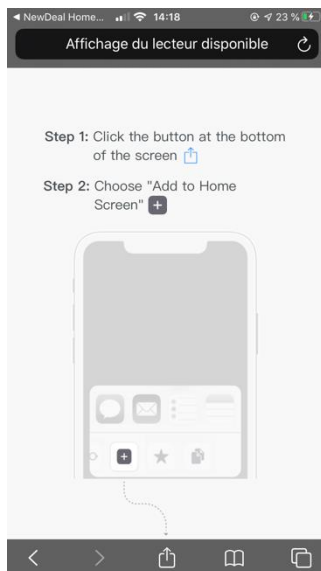 ◀ NewDeal Home... 14:18 23 %
Affichage du lecteur disponible
Step 1: Click the button at the bottom
of the screen
Step 2: Choose "Add to Home
Screen"